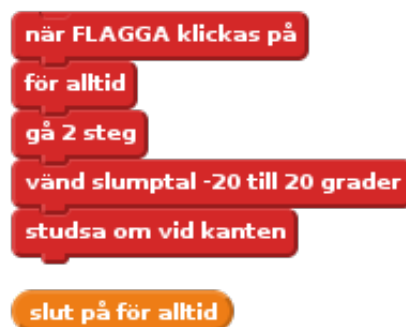 när FLAGGA klickas på
för alltid
gå 2 steg
vänd slumptal -20 till 20 grader
studsa om vid kanten
slut på för alltid